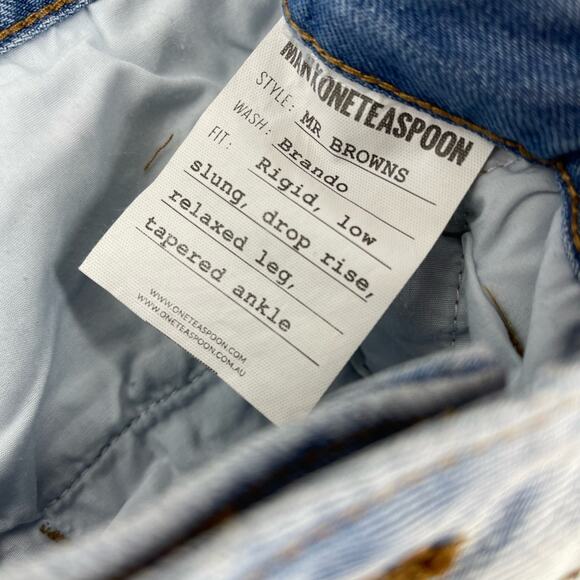 ONETEASPOON
STYLE: MR BROWNS
WASH: Brando
FIT: Rigid, low
slung, drop rise,
relaxed leg,
tapered ankle
WWW.ONETEASPOON.COM
WWW.ONETEASPOON.COM.AU